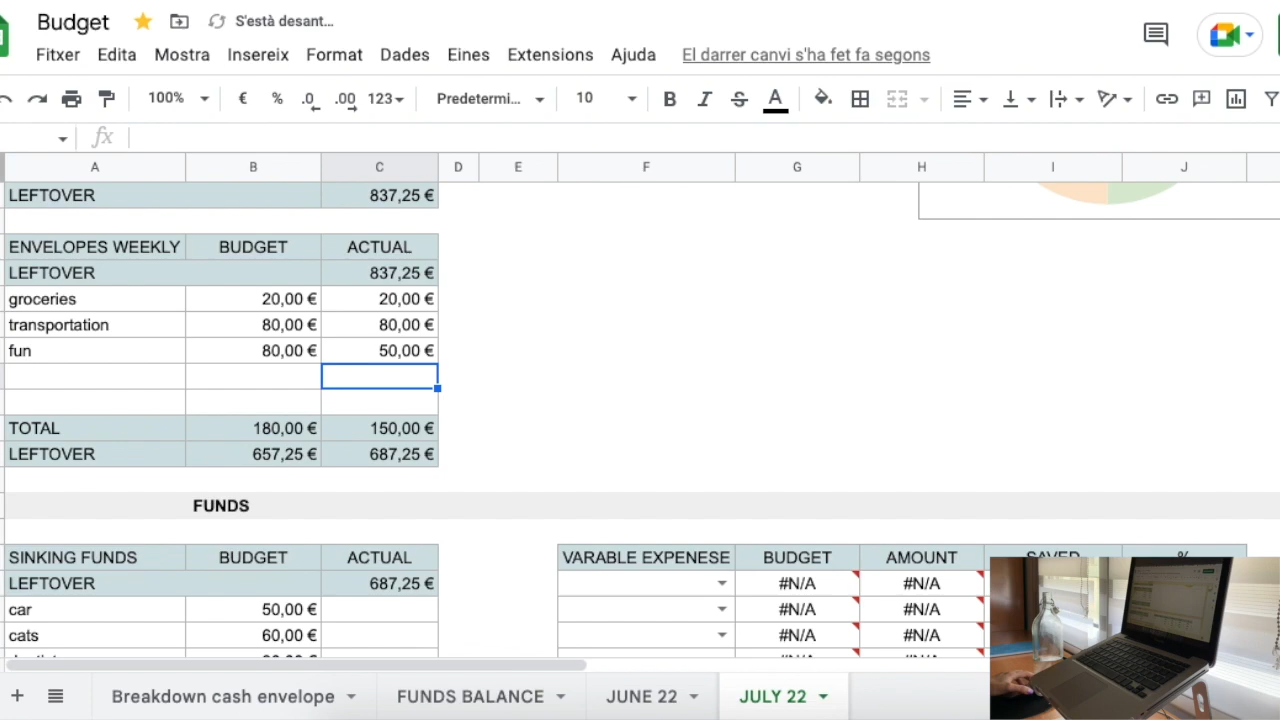 Budget S'està desant…
Fitxer Edita Mostra Insereix Format Dades Eines Extensions Ajuda El darrer canvi s'ha fet fa segons
100% € % .0 .00 123 Predetermi... 10 B I S A
fx
A B C D E F G H I J
LEFTOVER 837,25 €
ENVELOPES WEEKLY BUDGET ACTUAL
LEFTOVER 837,25 €
groceries 20,00 € 20,00 €
transportation 80,00 € 80,00 €
fun 80,00 € 50,00 €
TOTAL 180,00 € 150,00 €
LEFTOVER 657,25 € 687,25 €
FUNDS
SINKING FUNDS BUDGET ACTUAL VARABLE EXPENESE BUDGET AMOUNT SAVED %
LEFTOVER 687,25 € #N/A #N/A
car 50,00 € #N/A #N/A
cats 60,00 € #N/A #N/A
Breakdown cash envelope FUNDS BALANCE JUNE 22 JULY 22